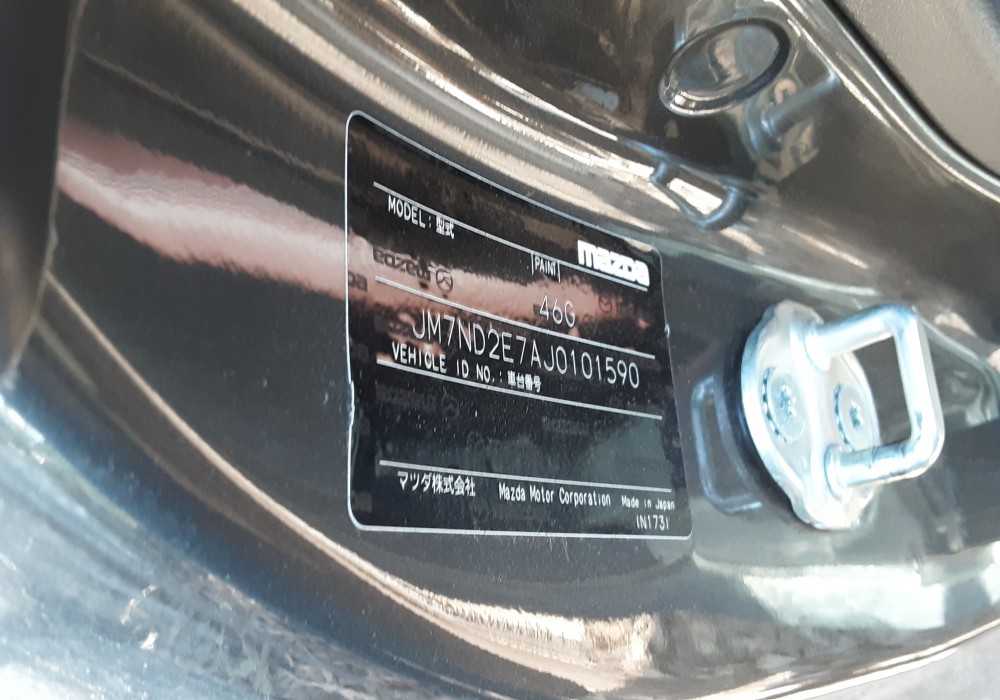 mazda
MODEL : 型式
PAINT
46G
JM7ND2E7AJ0101590
VEHICLE ID NO. : 車台番号
マツダ株式会社 Mazda Motor Corporation Made in Japan
(N173)